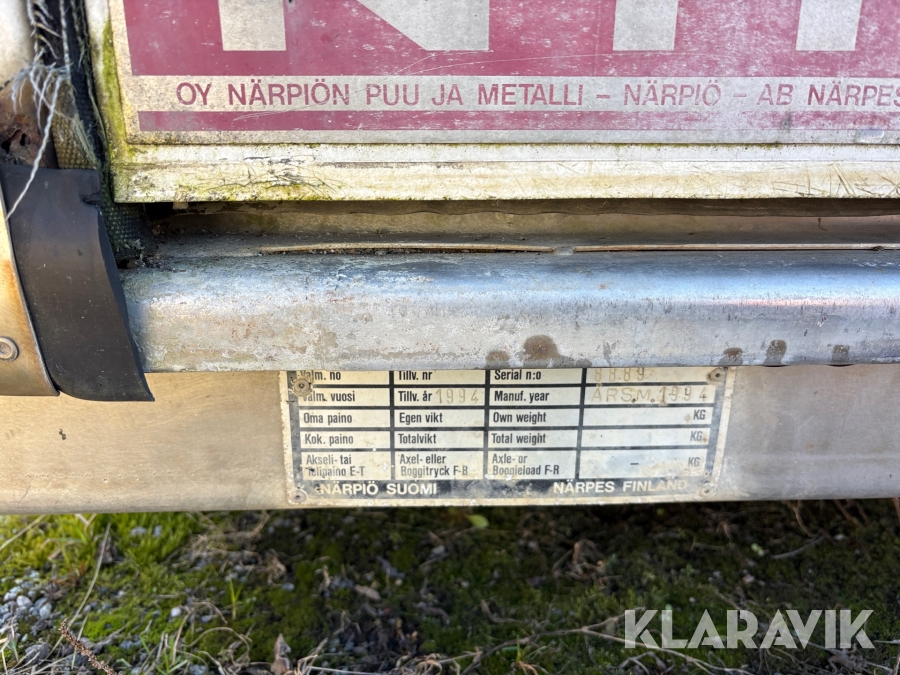 OY NÄRPIÖN PUU JA METALLI – NÄRPIÖ – AB NÄRPES
Valm. no Tillv. nr Serial n:o 8889
Valm. vuosi Tillv. år 1994 Manuf. year ÅRSM.1994
Oma paino Egen vikt Own weight KG
Kok. paino Totalvikt Total weight KG
Akseli- tai Axel- eller Axle- or
Telipaino E-T Boggitryck F-B Boogieload F-R – KG
NÄRPIÖ SUOMI NÄRPES FINLAND
KLARAVIK